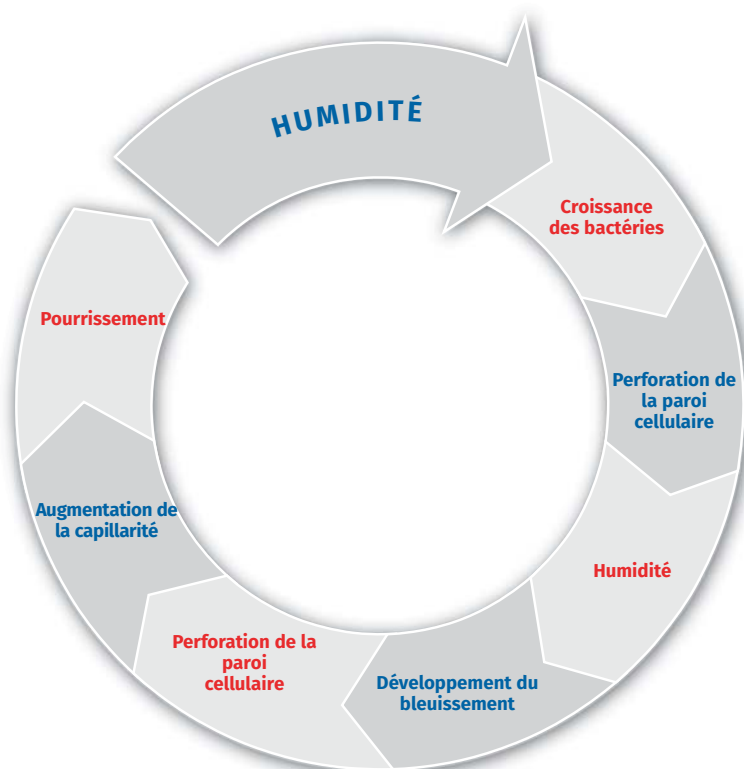 HUMIDITÉ
Croissance
des bactéries
Perforation de
la paroi
cellulaire
Humidité
Développement du
bleuissement
Perforation de la
paroi
cellulaire
Augmentation de
la capillarité
Pourrissement